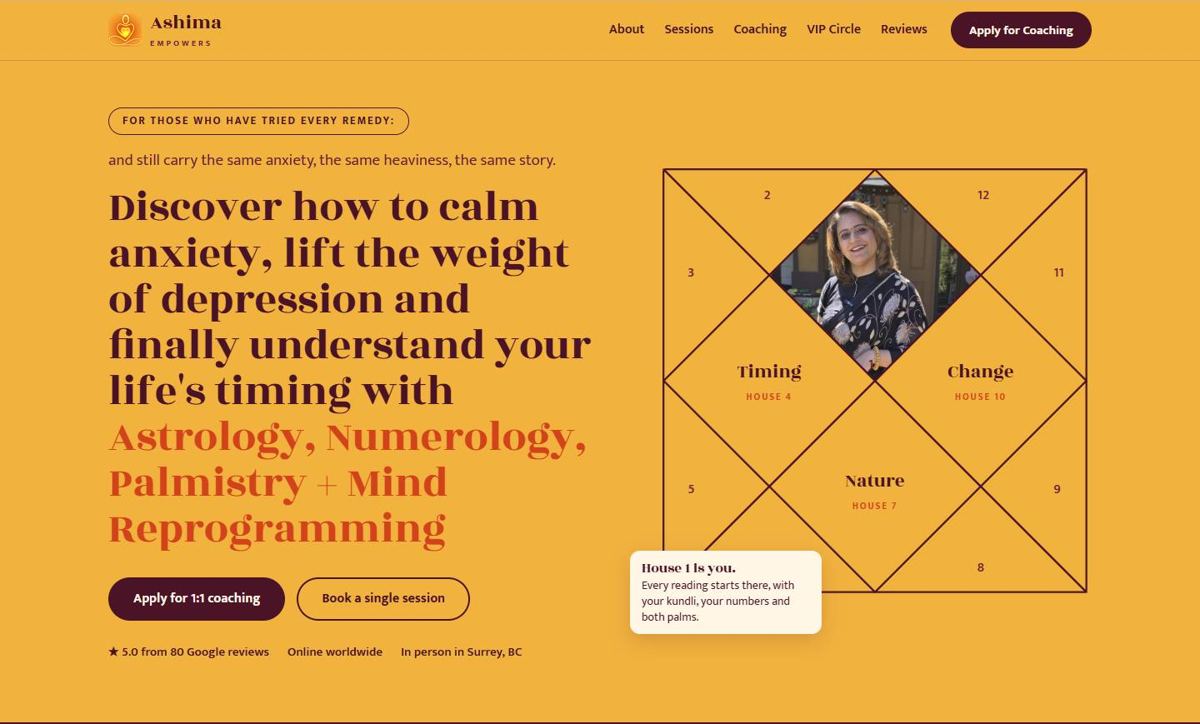 Ashima
EMPOWERS
About
Sessions
Coaching
VIP Circle
Reviews
Apply for Coaching
FOR THOSE WHO HAVE TRIED EVERY REMEDY:
and still carry the same anxiety, the same heaviness, the same story.
Discover how to calm
anxiety, lift the weight
of depression and
finally understand your
life's timing with
Astrology, Numerology,
Palmistry + Mind
Reprogramming
Apply for 1:1 coaching
Book a single session
★ 5.0 from 80 Google reviews
Online worldwide
In person in Surrey, BC
2
12
3
11
Timing
HOUSE 4
Change
HOUSE 10
Nature
HOUSE 7
5
9
8
House 1 is you.
Every reading starts there, with
your kundli, your numbers and
both palms.